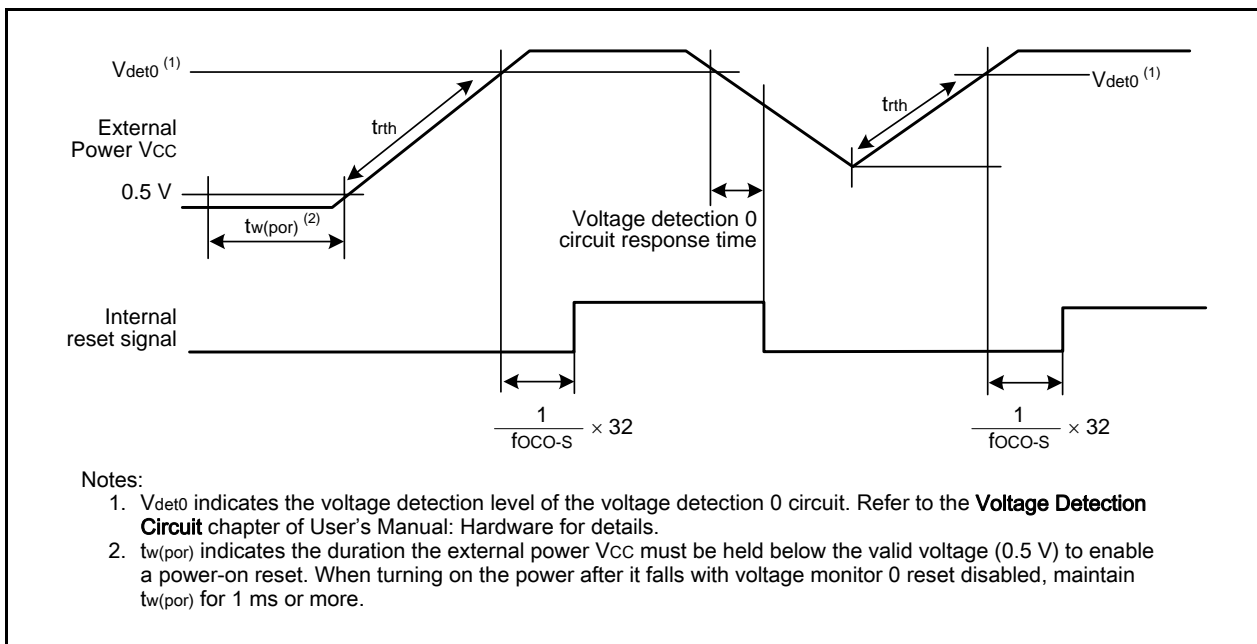 Vdet0 (1)
Vdet0 (1)
trth
trth
External
Power VCC
0.5 V
tw(por) (2)
Voltage detection 0
circuit response time
Internal
reset signal
1
fOCO-S
× 32
1
fOCO-S
× 32
Notes:
1. Vdet0 indicates the voltage detection level of the voltage detection 0 circuit. Refer to the Voltage Detection
Circuit chapter of User's Manual: Hardware for details.
2. tw(por) indicates the duration the external power VCC must be held below the valid voltage (0.5 V) to enable
a power-on reset. When turning on the power after it falls with voltage monitor 0 reset disabled, maintain
tw(por) for 1 ms or more.